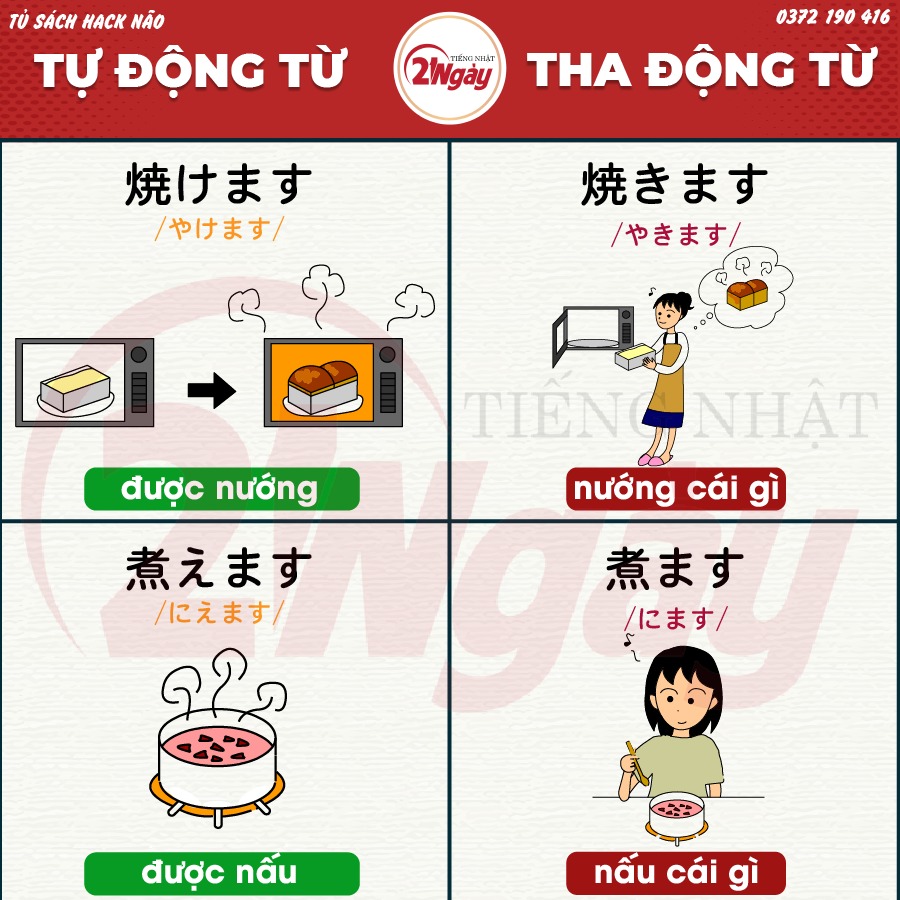 TỦ SÁCH HACK NÃO
0372 190 416
TỰ ĐỘNG TỪ
TIẾNG NHẬT
21Ngày
THA ĐỘNG TỪ
焼けます
/やけます/
được nướng
焼きます
/やきます/
nướng cái gì
TIẾNG NHẬT
21Ngày
煮えます
/にえます/
được nấu
煮ます
/にます/
nấu cái gì